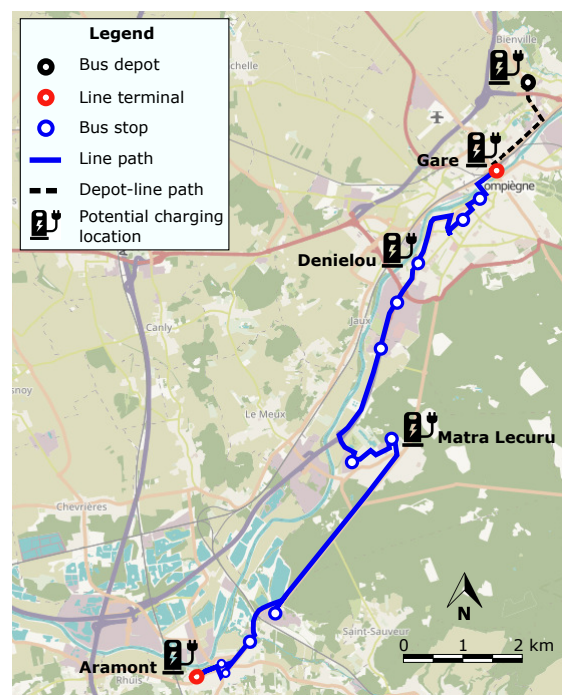 Legend
Bus depot
Line terminal
Bus stop
Line path
Depot-line path
Potential charging
location
Bienville
Gare
Denielou
Canly
Jaux
Le Meux
Matra Lecuru
Chevrières
Saint-Sauveur
Aramont
Rhuis
N
0 1 2 km